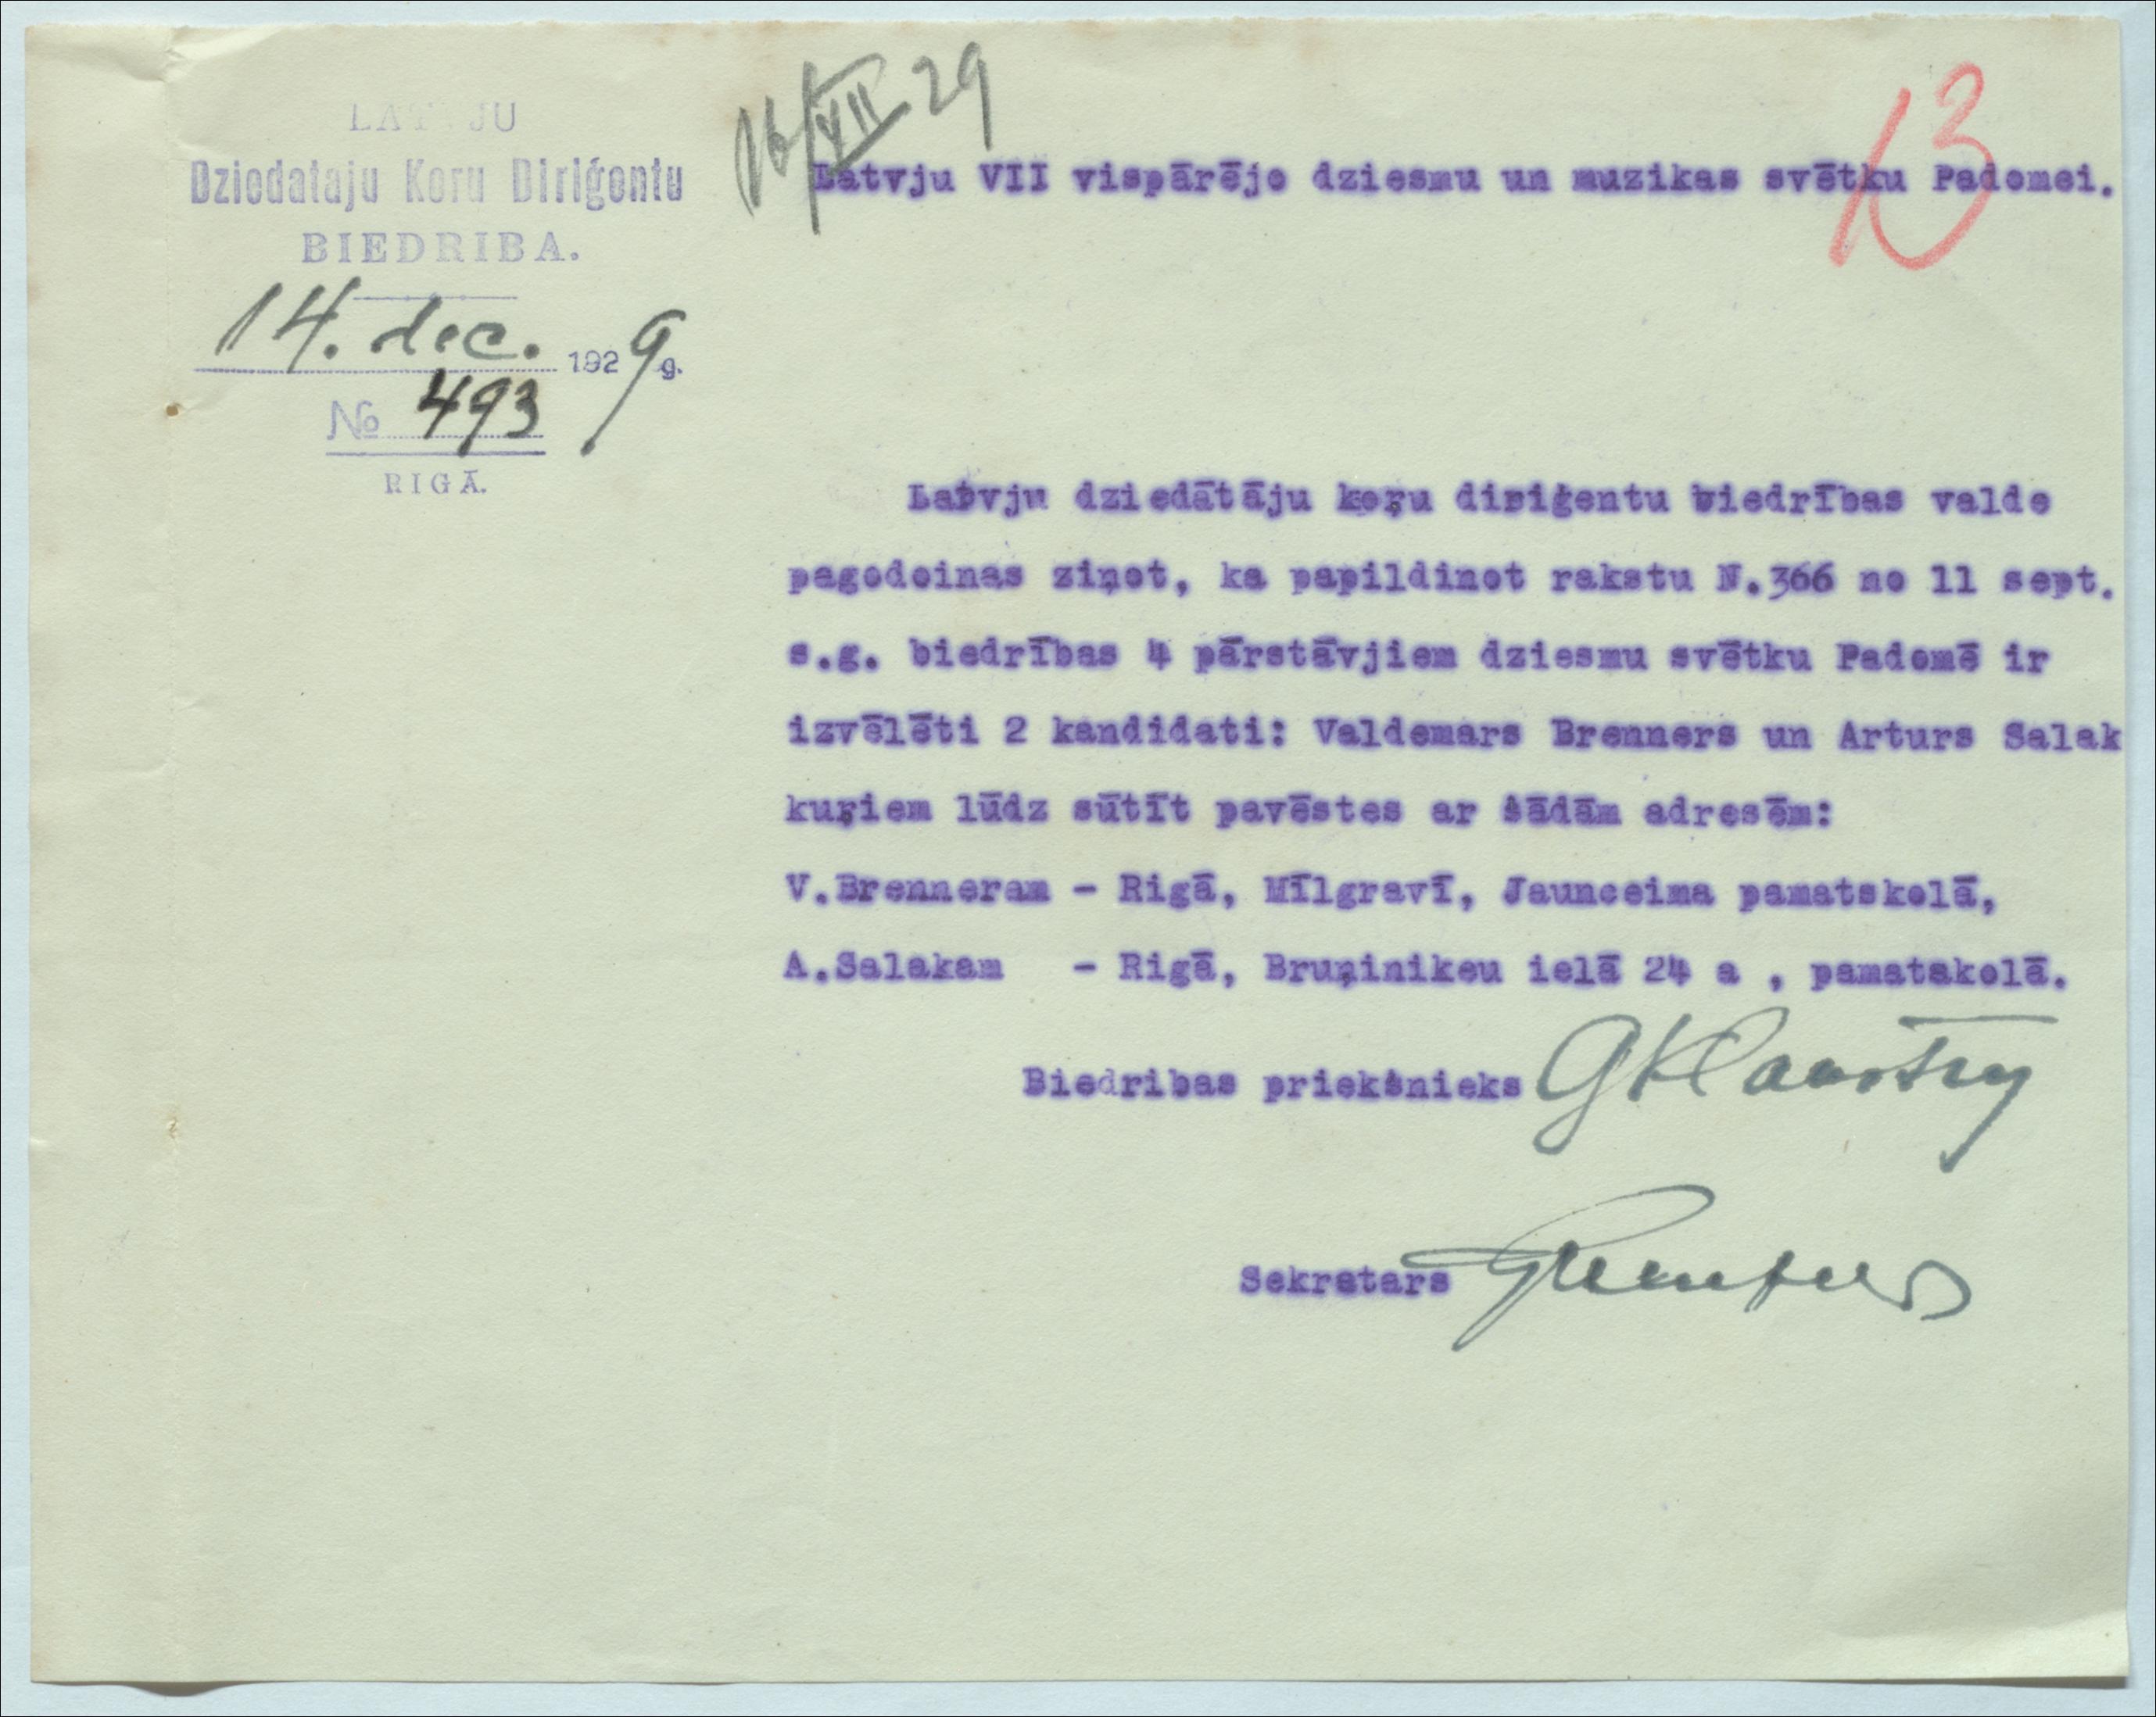 LATVJU
Dziedataju Koru Diriģentu
BIEDRIBA.
14. dec. 1929 g.
№ 493
RIGĀ.
16/XII 29
13
Latvju VII vispārējo dziesmu un muzikas svētku Padomei.
Latvju dziedātāju koŗu diriģentu biedrības valde
pagodoinas ziņot, ka papildinot rakstu N.366 no 11 sept.
s.g. biedrības 4 pārstāvjiem dziesmu svētku Padomē ir
izvēlēti 2 kandidati: Valdemars Brenners un Arturs Salak
kuŗiem lūdz sūtīt pavēstes ar šādām adresēm:
V.Brenneram - Rigā, Mīlgravī, Jaunceima pamatskolā,
A.Salakam - Rigā, Bruņinikeu ielā 24 a , pamatskolā.
Biedribas priekšnieks
Sekretars